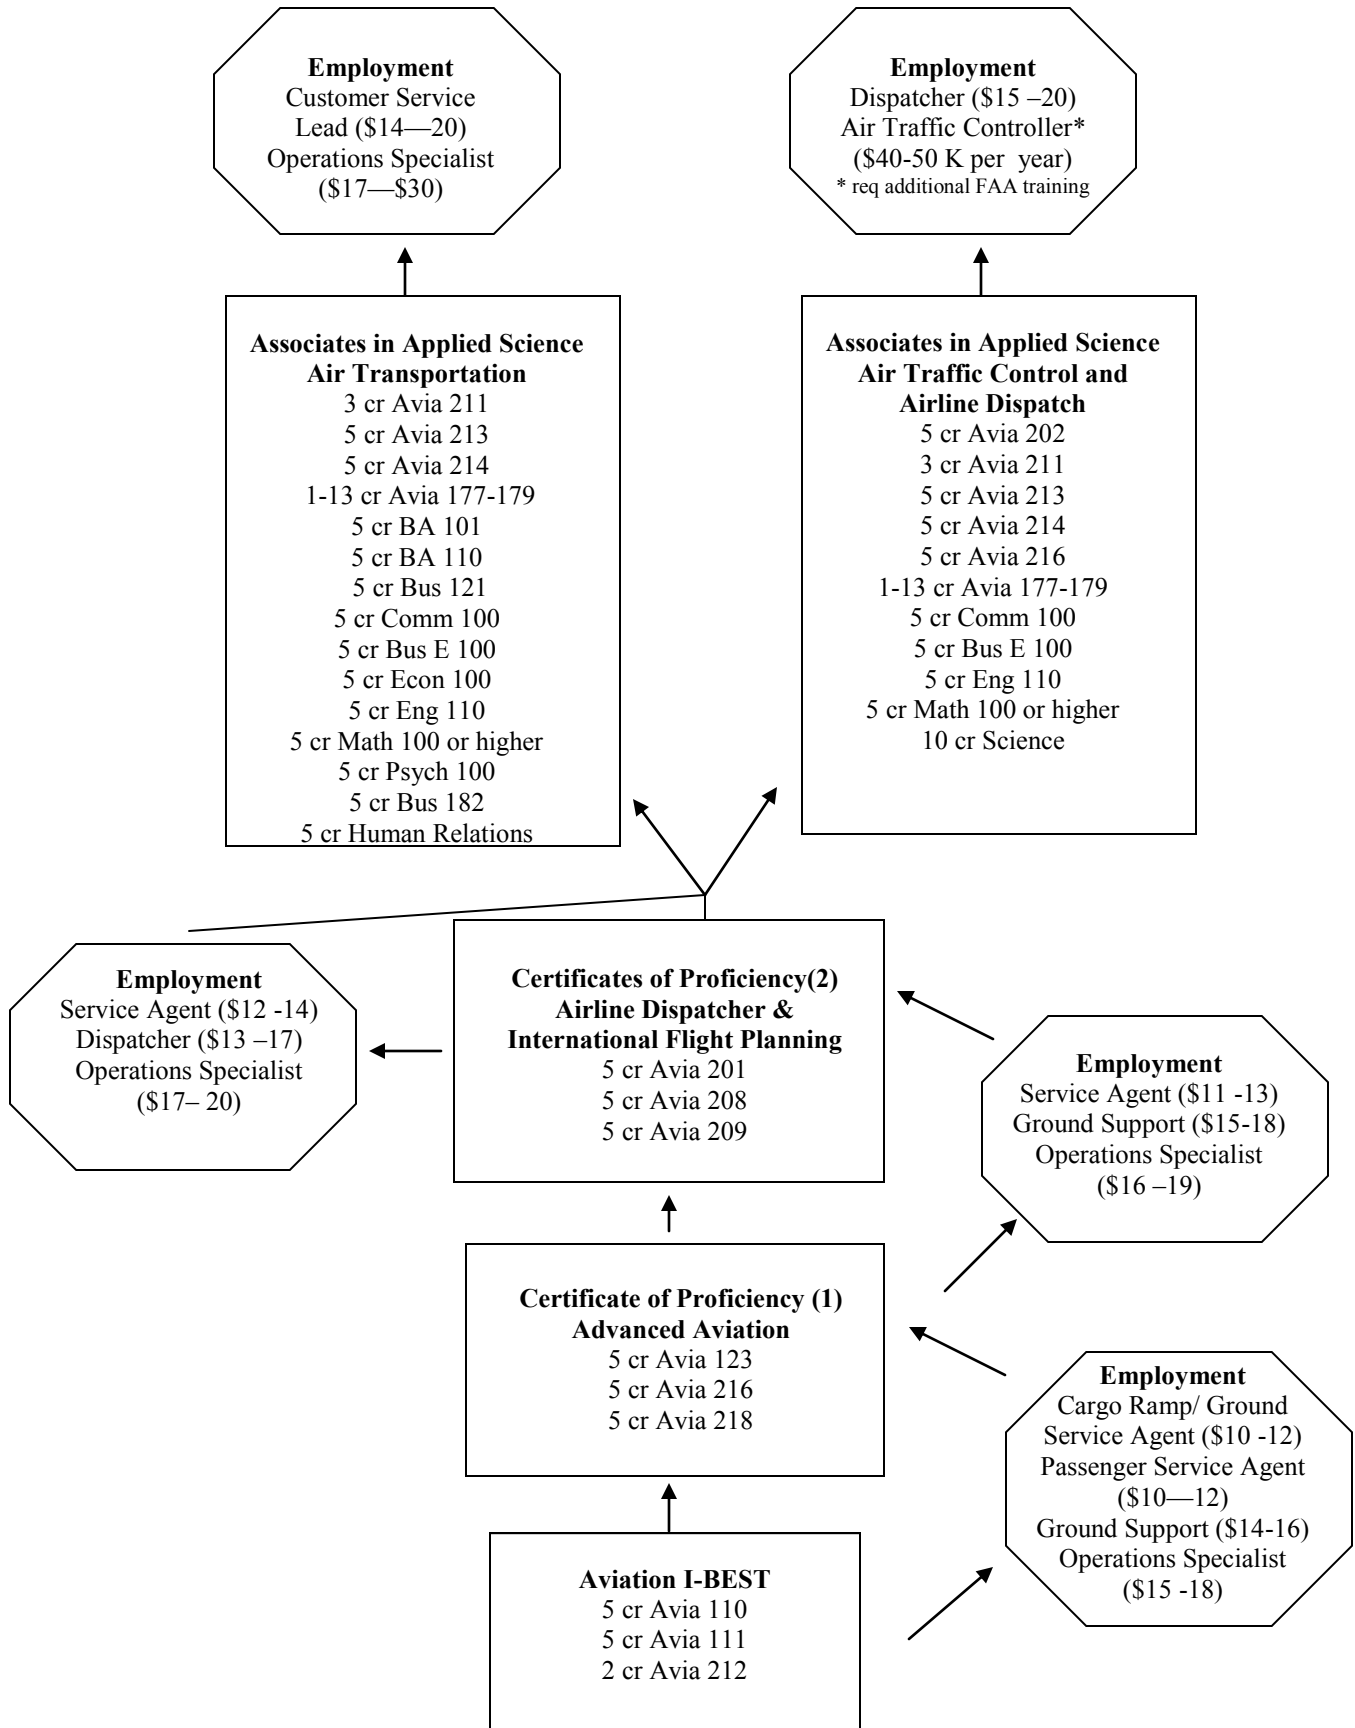 Employment
Customer Service
Lead ($14—20)
Operations Specialist
($17—$30)
Employment
Dispatcher ($15 –20)
Air Traffic Controller*
($40-50 K per  year)
* req additional FAA training
Associates in Applied Science
Air Transportation
3 cr Avia 211
5 cr Avia 213
5 cr Avia 214
1-13 cr Avia 177-179
5 cr BA 101
5 cr BA 110
5 cr Bus 121
5 cr Comm 100
5 cr Bus E 100
5 cr Econ 100
5 cr Eng 110
5 cr Math 100 or higher
5 cr Psych 100
5 cr Bus 182
5 cr Human Relations
Associates in Applied Science
Air Traffic Control and
Airline Dispatch
5 cr Avia 202
3 cr Avia 211
5 cr Avia 213
5 cr Avia 214
5 cr Avia 216
1-13 cr Avia 177-179
5 cr Comm 100
5 cr Bus E 100
5 cr Eng 110
5 cr Math 100 or higher
10 cr Science
Employment
Service Agent ($12 -14)
Dispatcher ($13 –17)
Operations Specialist
($17– 20)
Certificates of Proficiency(2)
Airline Dispatcher &
International Flight Planning
5 cr Avia 201
5 cr Avia 208
5 cr Avia 209
Employment
Service Agent ($11 -13)
Ground Support ($15-18)
Operations Specialist
($16 –19)
Certificate of Proficiency (1)
Advanced Aviation
5 cr Avia 123
5 cr Avia 216
5 cr Avia 218
Employment
Cargo Ramp/ Ground
Service Agent ($10 -12)
Passenger Service Agent
($10—12)
Ground Support ($14-16)
Operations Specialist
($15 -18)
Aviation I-BEST
5 cr Avia 110
5 cr Avia 111
2 cr Avia 212